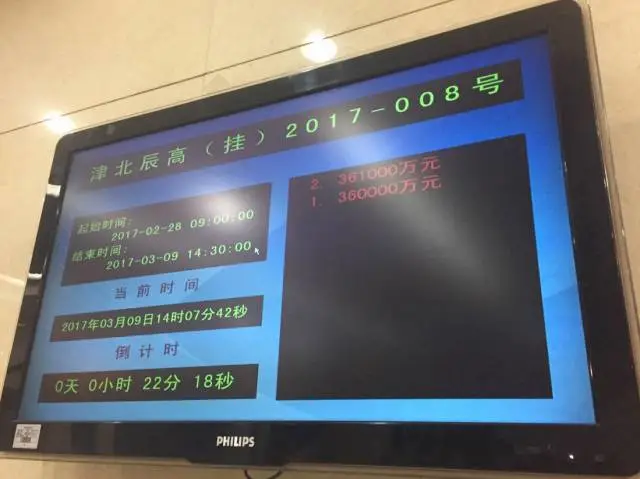 津北辰高（挂）2017-008号
起始时间:
2017-02-28 09:00:00
结束时间:
2017-03-09 14:30:00
当前时间
2017年03月09日14时07分42秒
倒计时
0天 0小时 22分 18秒
2. 361000万元
1. 360000万元
PHILIPS